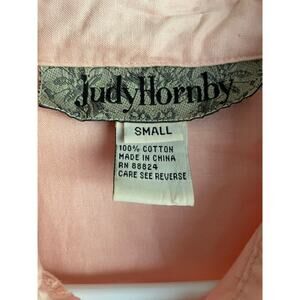 JudyHornby
SMALL
100% COTTON
MADE IN CHINA
RN 88824
CARE SEE REVERSE